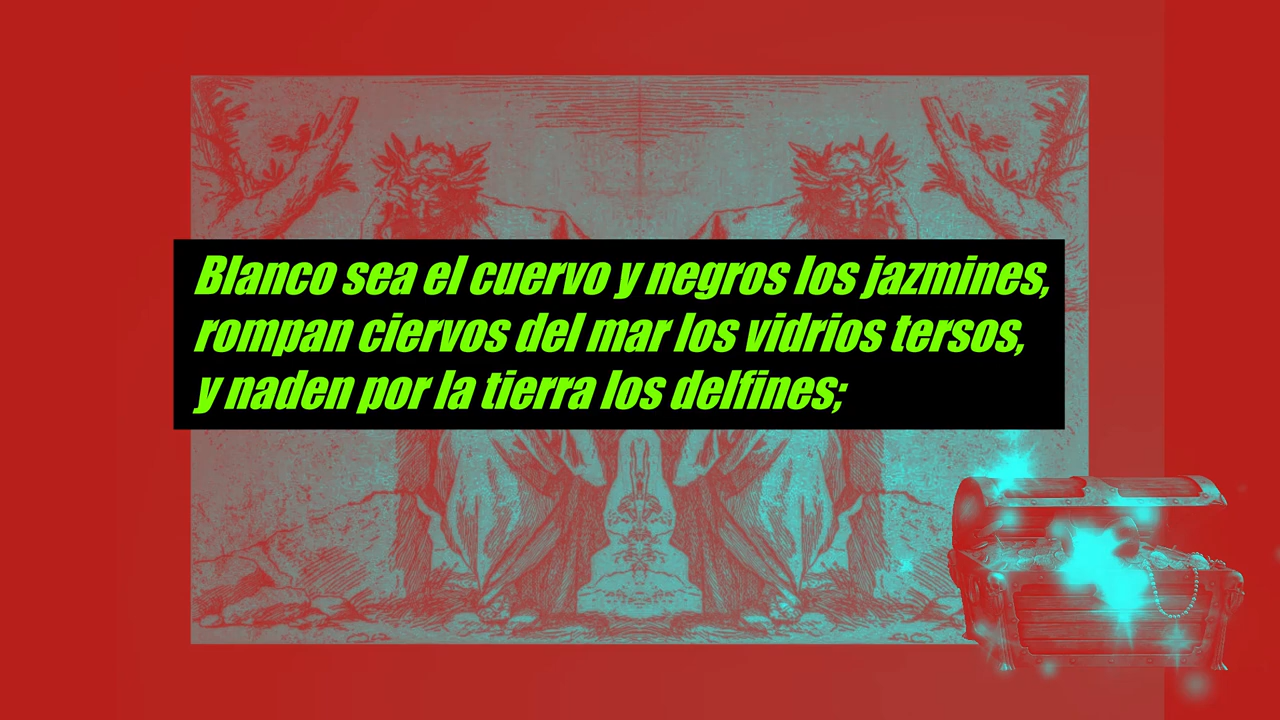 Blanco sea el cuervo y negros los jazmines,
rompan ciervos del mar los vidrios tersos,
y naden por la tierra los delfines;